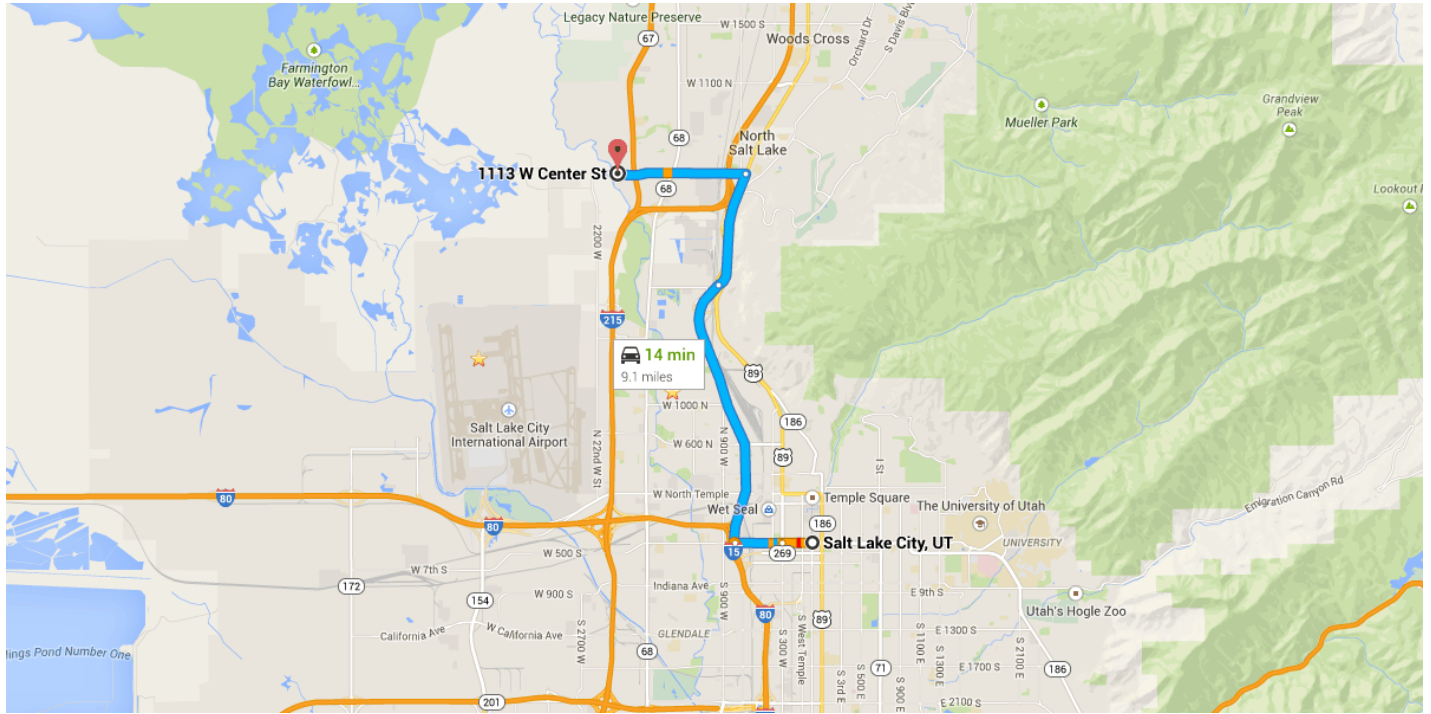 Legacy Nature Preserve
W 1500 S
S Davis Blv
Orchard Dr
67
Woods Cross
Farmington
Bay Waterfowl...
W 1100 N
Grandview
Peak
Mueller Park
68
North
Salt Lake
1113 W Center St
68
Lookout
2200 W
215
14 min
9.1 miles
89
W 1000 N
186
Salt Lake City
International Airport
N 22nd W St
W 600 N
N 900 W
89
I St
80
W North Temple
Temple Square
Wet Seal
The University of Utah
Emigration Canyon Rd
80
186
UNIVERSITY
15
269
Salt Lake City, UT
W 500 S
W 7th S
172
154
W 900 S
Indiana Ave
S 900 W
E 9th S
Utah's Hogle Zoo
80
89
California Ave
W California Ave
S 2700 W
GLENDALE
S 300 W
S West Temple
E 1300 S
lings Pond Number One
68
71
S 1100 E
S 1300 E
E 1700 S
S 2100 E
186
S 3rd E
S 500 E
S 900 E
201
E 2100 S